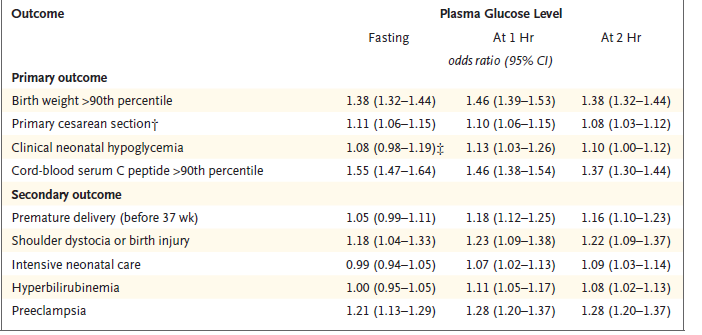 Outcome Plasma Glucose Level
Fasting At 1 Hr At 2 Hr
odds ratio (95% CI)
Primary outcome
Birth weight >90th percentile 1.38 (1.32–1.44) 1.46 (1.39–1.53) 1.38 (1.32–1.44)
Primary cesarean section† 1.11 (1.06–1.15) 1.10 (1.06–1.15) 1.08 (1.03–1.12)
Clinical neonatal hypoglycemia 1.08 (0.98–1.19)‡ 1.13 (1.03–1.26) 1.10 (1.00–1.12)
Cord-blood serum C peptide >90th percentile 1.55 (1.47–1.64) 1.46 (1.38–1.54) 1.37 (1.30–1.44)
Secondary outcome
Premature delivery (before 37 wk) 1.05 (0.99–1.11) 1.18 (1.12–1.25) 1.16 (1.10–1.23)
Shoulder dystocia or birth injury 1.18 (1.04–1.33) 1.23 (1.09–1.38) 1.22 (1.09–1.37)
Intensive neonatal care 0.99 (0.94–1.05) 1.07 (1.02–1.13) 1.09 (1.03–1.14)
Hyperbilirubinemia 1.00 (0.95–1.05) 1.11 (1.05–1.17) 1.08 (1.02–1.13)
Preeclampsia 1.21 (1.13–1.29) 1.28 (1.20–1.37) 1.28 (1.20–1.37)